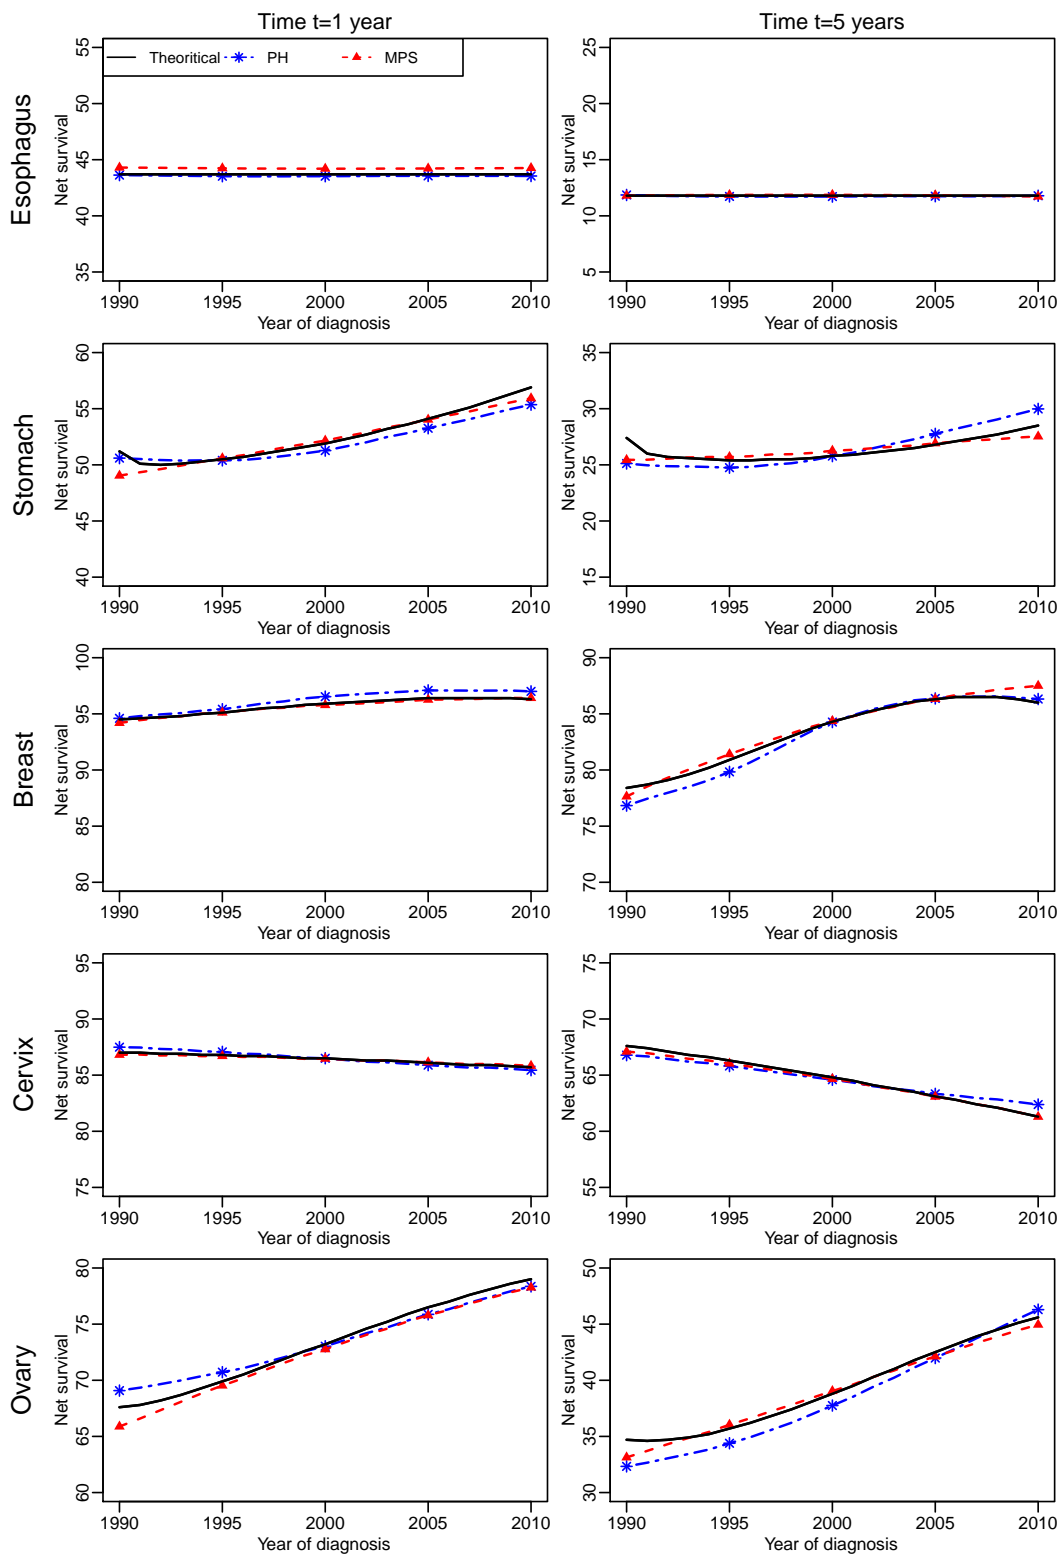 Time t=1 year Time t=5 years
Theoritical PH MPS
Esophagus
Net survival
35 40 45 50 55
1990 1995 2000 2005 2010
Year of diagnosis
Net survival
5 10 15 20 25
1990 1995 2000 2005 2010
Year of diagnosis
Stomach
Net survival
40 45 50 55 60
1990 1995 2000 2005 2010
Year of diagnosis
Net survival
15 20 25 30 35
1990 1995 2000 2005 2010
Year of diagnosis
Breast
Net survival
80 85 90 95 100
1990 1995 2000 2005 2010
Year of diagnosis
Net survival
70 75 80 85 90
1990 1995 2000 2005 2010
Year of diagnosis
Cervix
Net survival
75 80 85 90 95
1990 1995 2000 2005 2010
Year of diagnosis
Net survival
55 60 65 70 75
1990 1995 2000 2005 2010
Year of diagnosis
Ovary
Net survival
60 65 70 75 80
1990 1995 2000 2005 2010
Year of diagnosis
Net survival
30 35 40 45 50
1990 1995 2000 2005 2010
Year of diagnosis